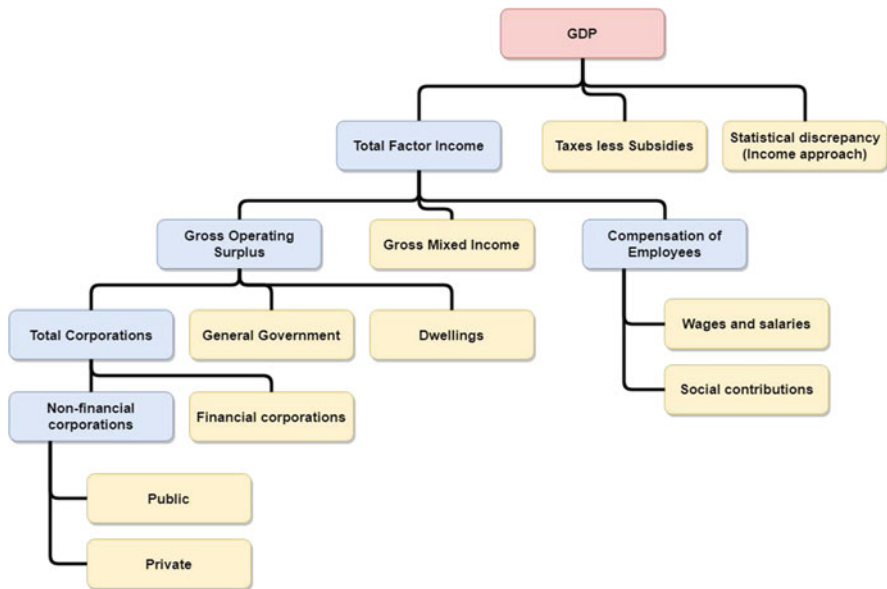 GDP
Total Factor Income
Taxes less Subsidies
Statistical discrepancy
(Income approach)
Gross Operating
Surplus
Gross Mixed Income
Compensation of
Employees
Total Corporations
General Government
Dwellings
Wages and salaries
Social contributions
Non-financial
corporations
Financial corporations
Public
Private